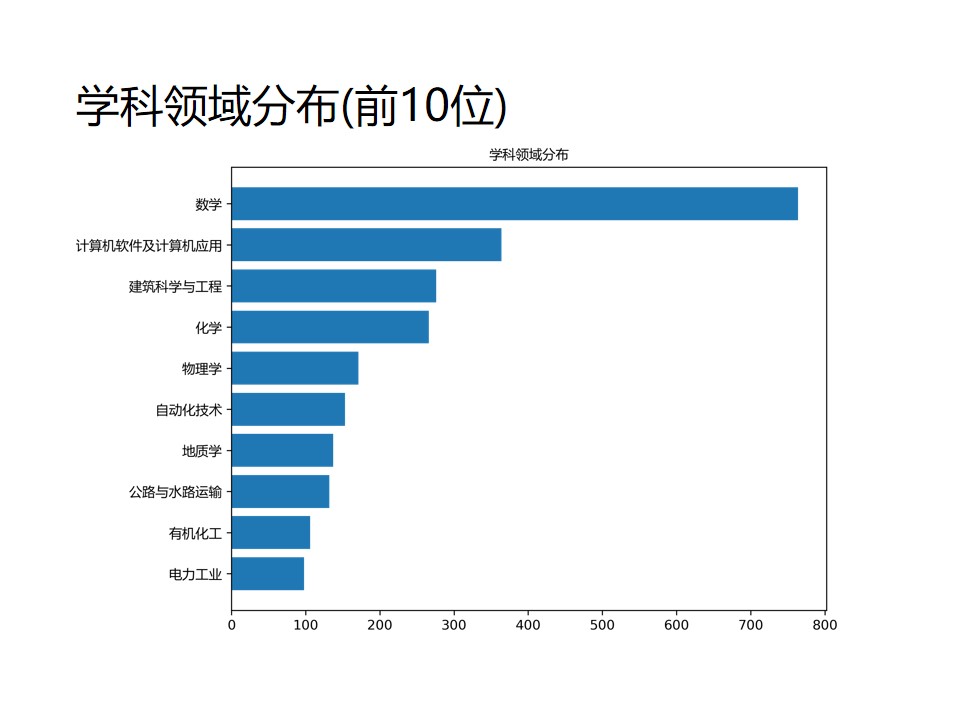 学科领域分布(前10位)
学科领域分布
数学
计算机软件及计算机应用
建筑科学与工程
化学
物理学
自动化技术
地质学
公路与水路运输
有机化工
电力工业
0 100 200 300 400 500 600 700 800